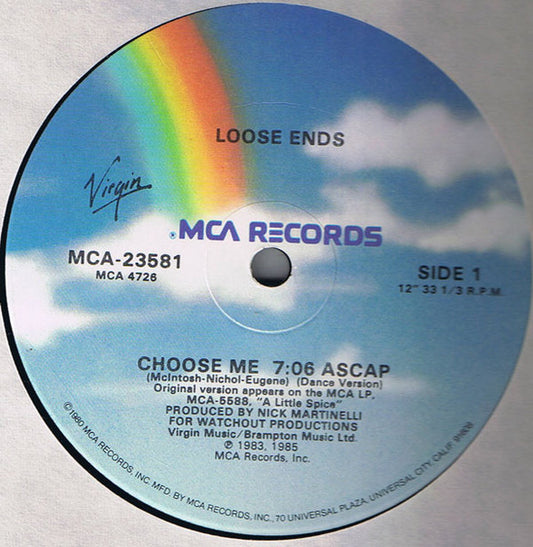 LOOSE ENDS
Virgin
MCA RECORDS
MCA-23581
MCA 4726
SIDE 1
12" 33 1/3 R.P.M.
CHOOSE ME 7:06 ASCAP
(McIntosh-Nichol-Eugene) (Dance Version)
Original version appears on the MCA LP.
MCA-5588, "A Little Spice"
PRODUCED BY NICK MARTINELLI
FOR WATCHOUT PRODUCTIONS
Virgin Music/Brampton Music Ltd.
℗ 1983, 1985
MCA Records, Inc.
©1980 MCA RECORDS, INC. MFD. BY MCA RECORDS, INC., 70 UNIVERSAL PLAZA, UNIVERSAL CITY, CALIF. 91608